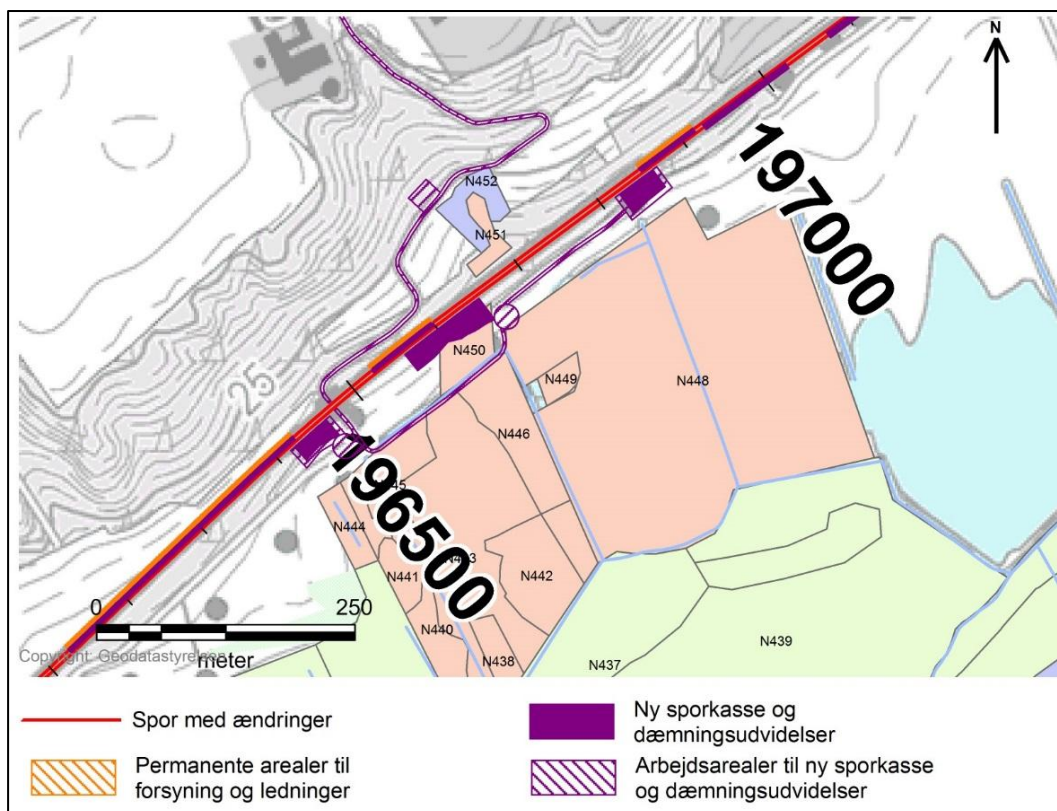 N
197000
N452
N451
N450
N449
N448
N446
25
N444
196500
N441
N442
N440
N438
N437
N439
0
250
meter
Spor med ændringer
Permanente arealer til
forsyning og ledninger
Ny sporkasse og
dæmningsudvidelser
Arbejdsarealer til ny sporkasse
og dæmningsudvidelser